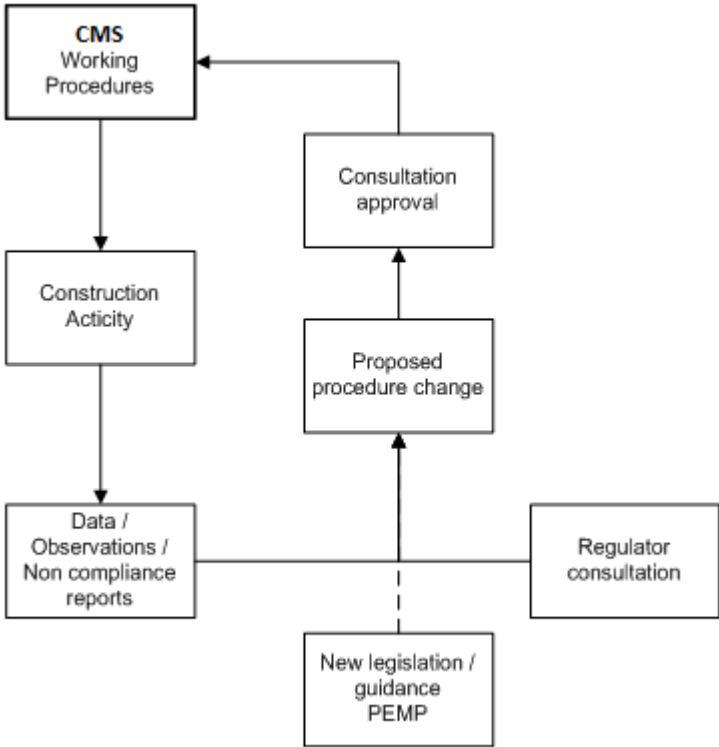 CMS
Working
Procedures
Consultation
approval
Construction
Acticity
Proposed
procedure change
Data /
Observations /
Non compliance
reports
Regulator
consultation
New legislation /
guidance
PEMP